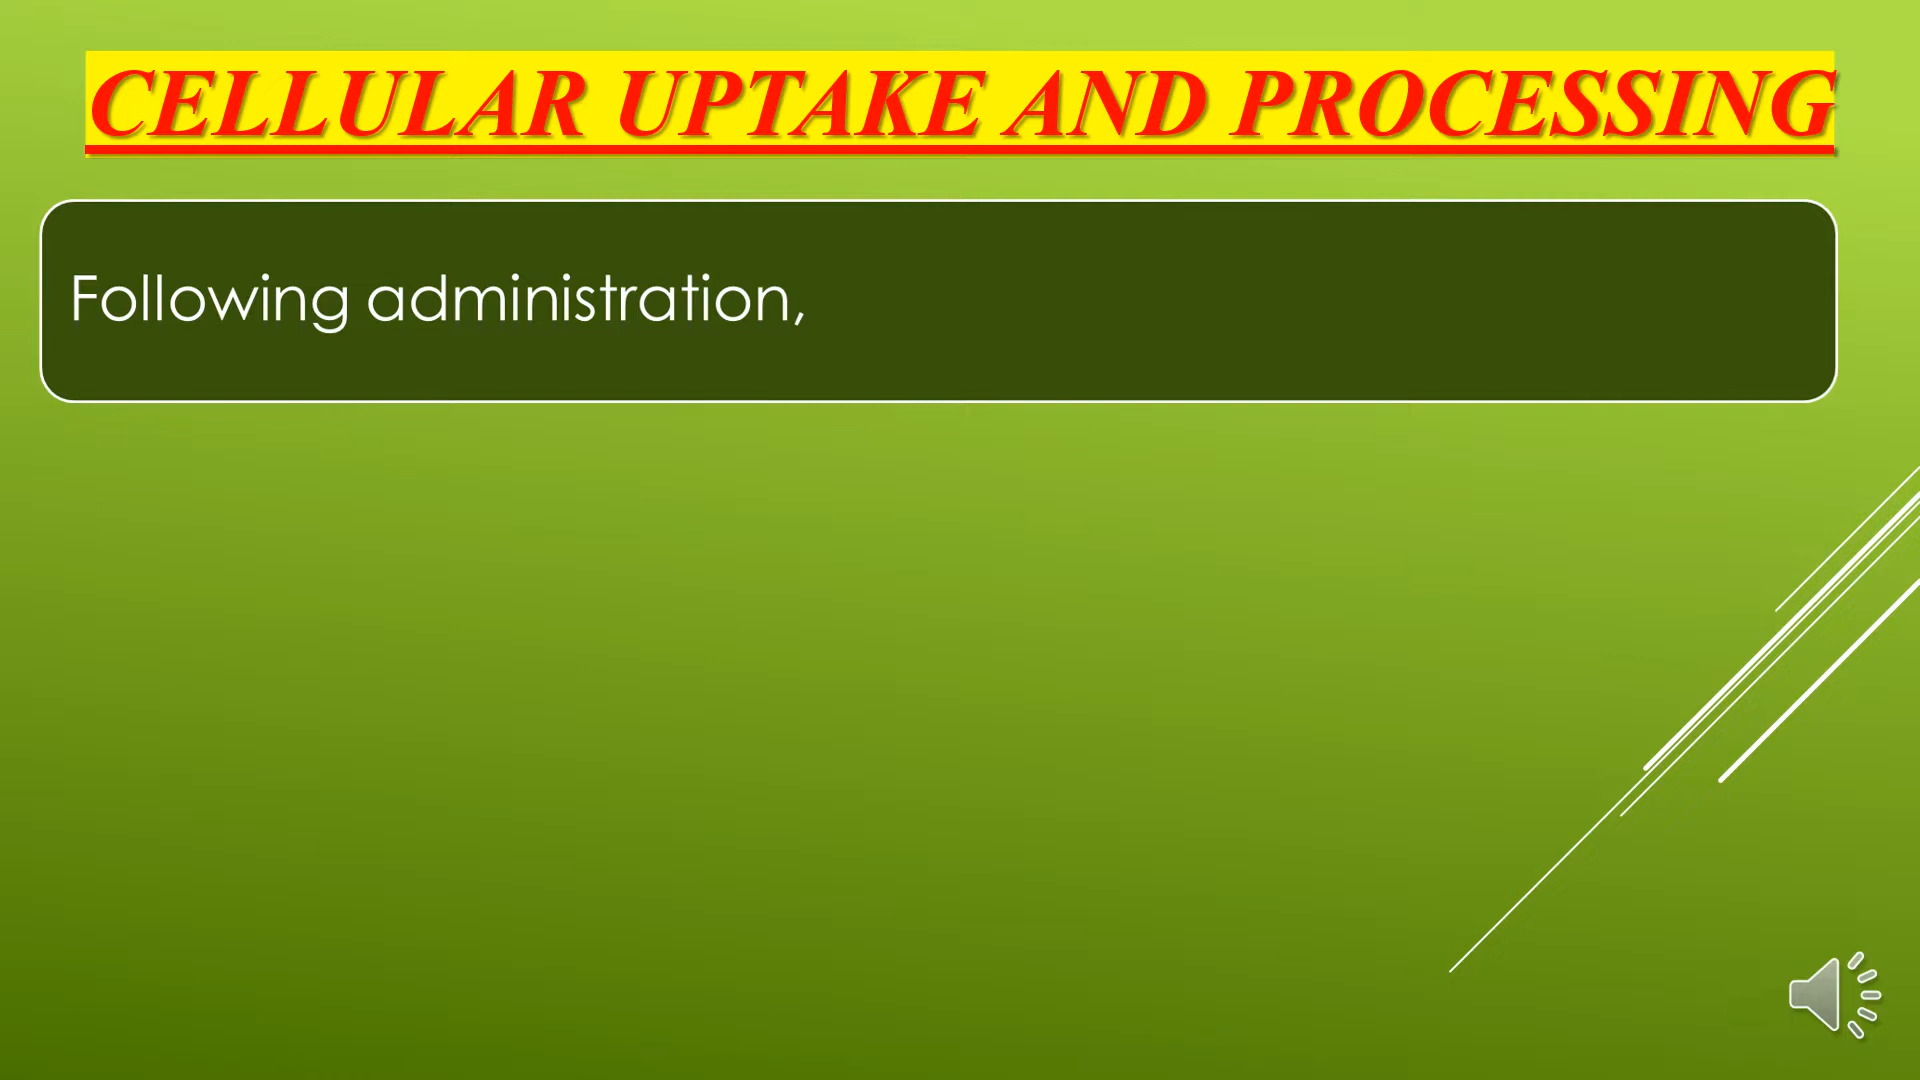 CELLULAR UPTAKE AND PROCESSING
Following administration,